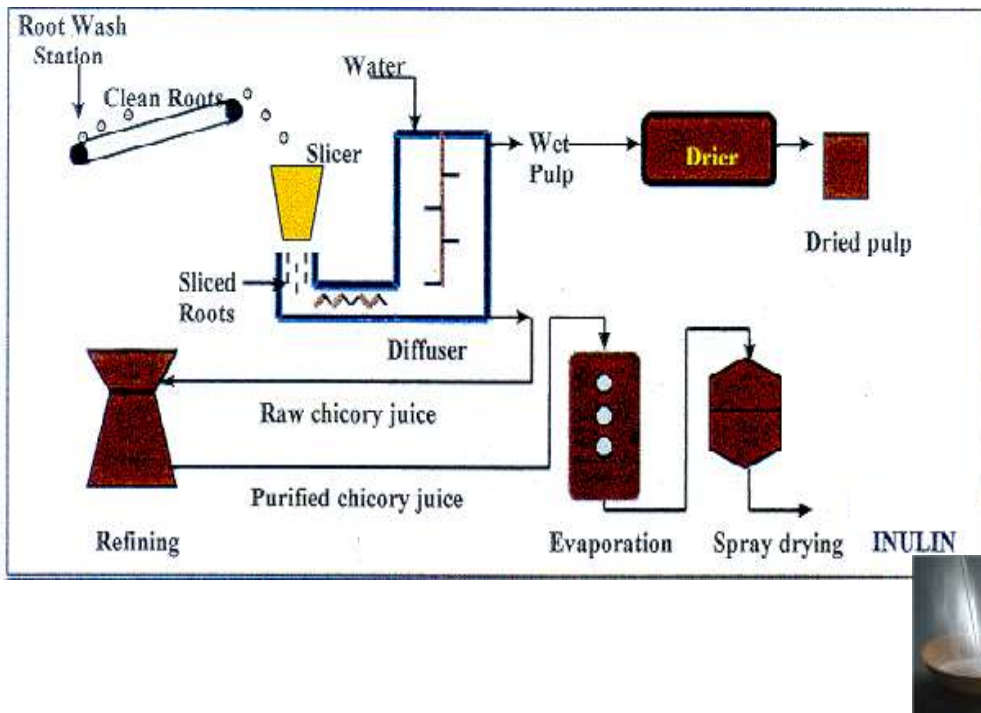 Root Wash
Station
Clean Roots
Water
Slicer
Wet
Pulp
Drier
Dried pulp
Sliced
Roots
Diffuser
Raw chicory juice
Purified chicory juice
Refining
Evaporation
Spray drying
INULIN